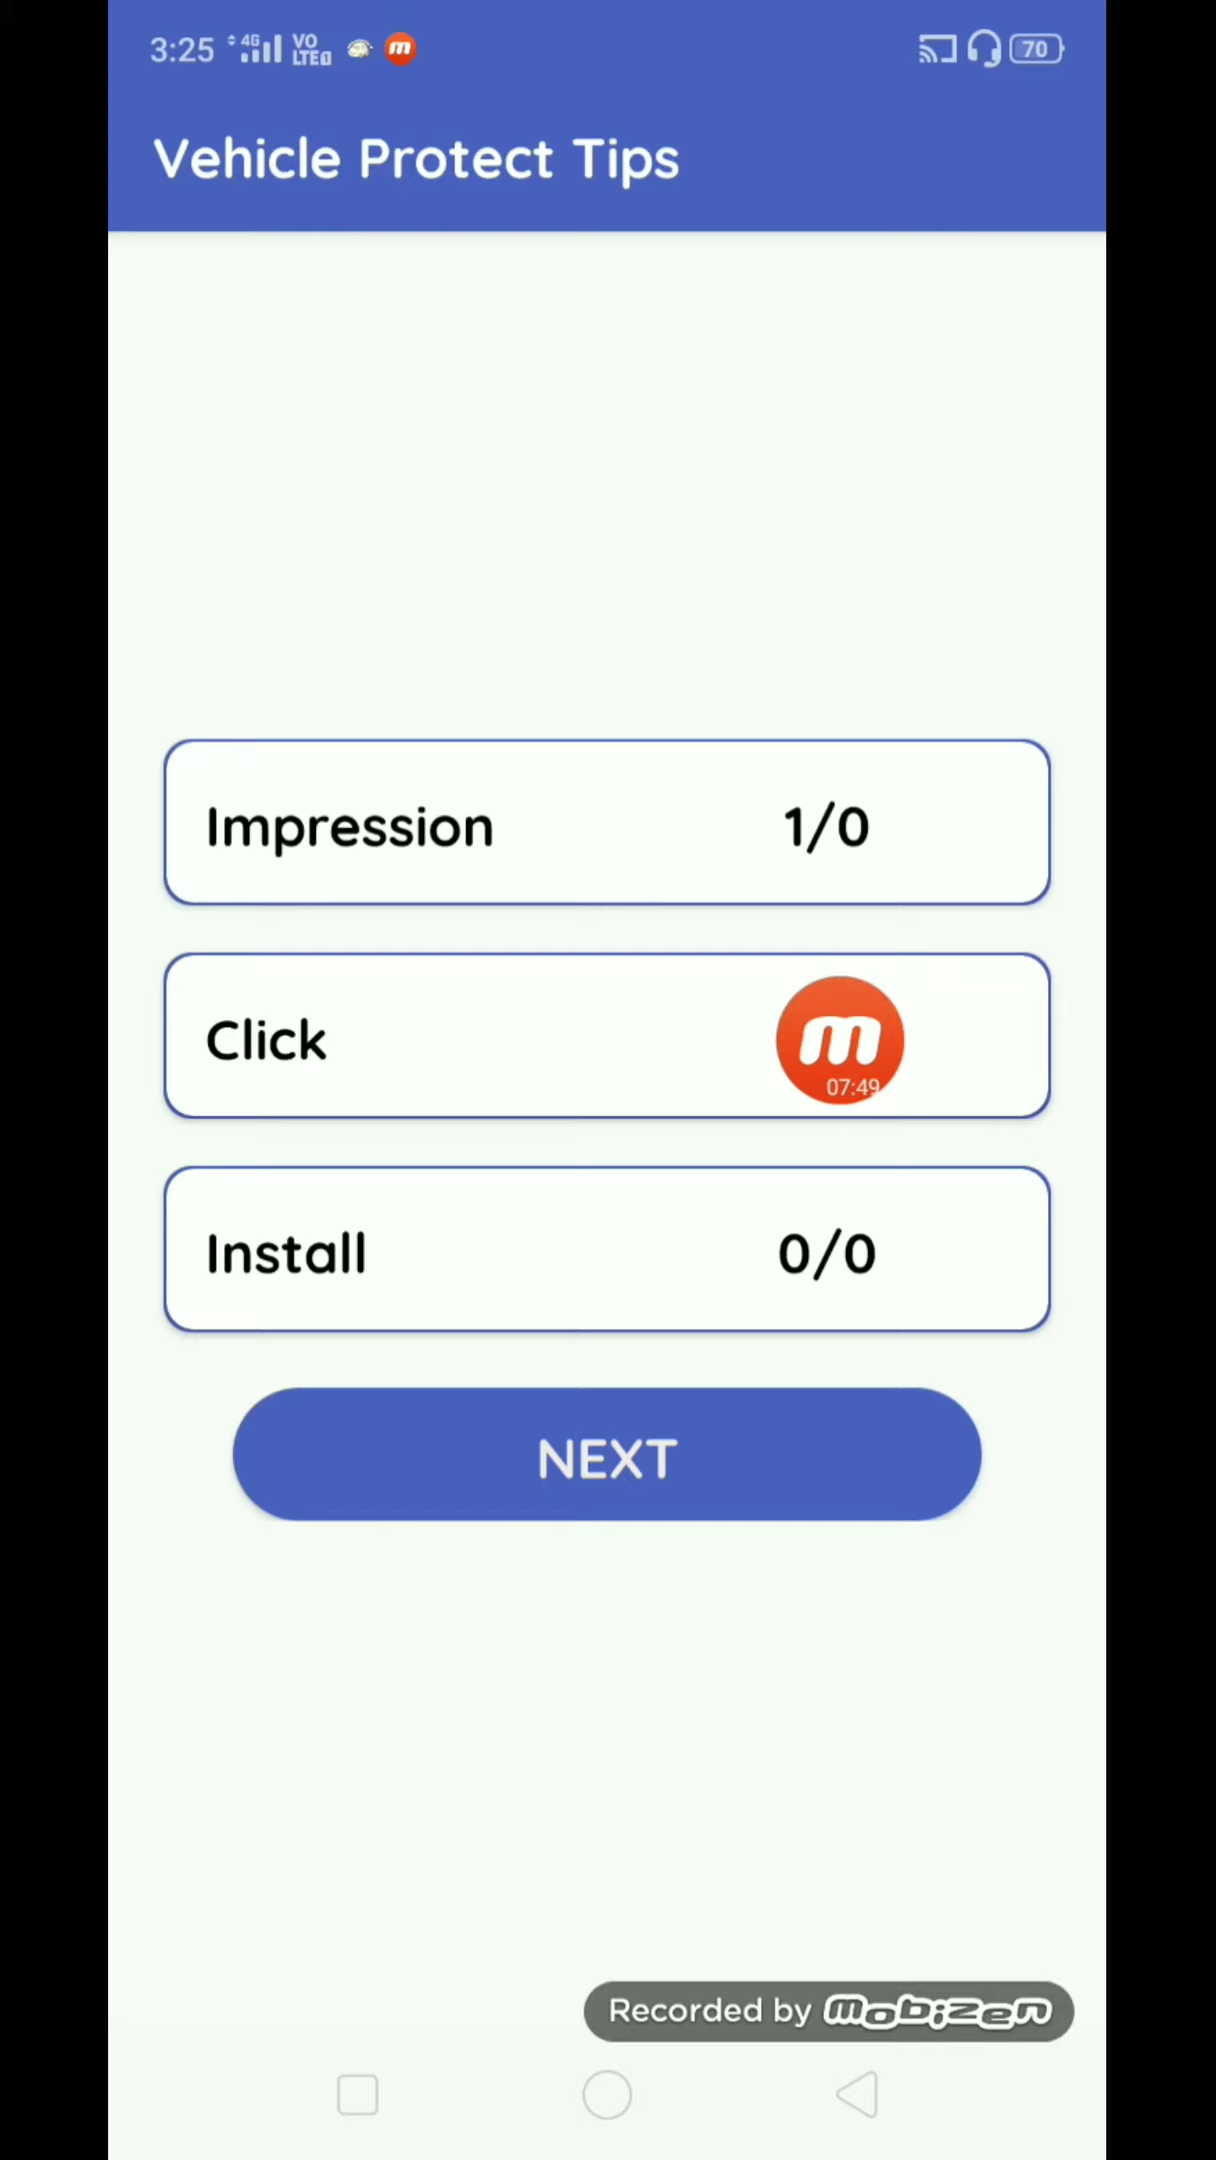 3:25 4G VO LTE 70
Vehicle Protect Tips
Impression 1/0
Click
m
07:49
Install 0/0
NEXT
Recorded by mobizen